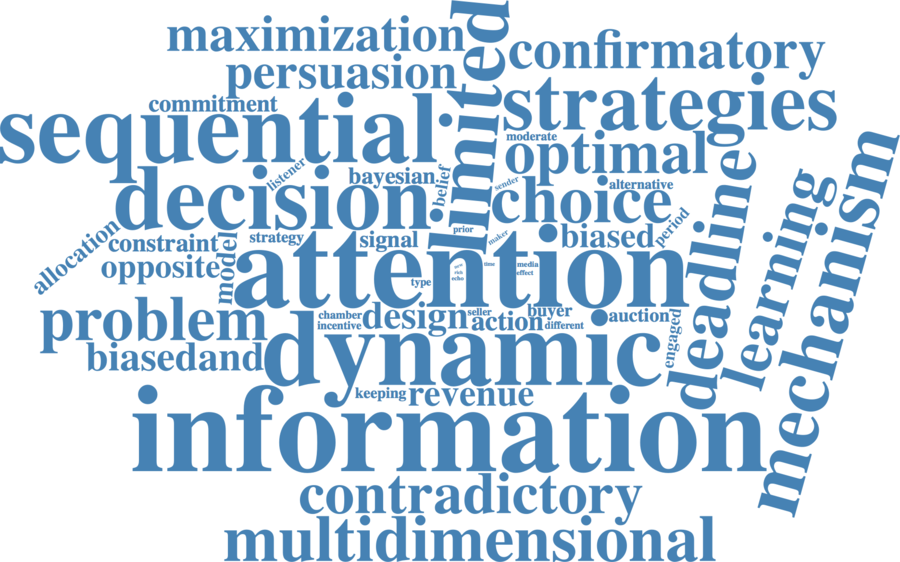 maximization
limited
confirmatory
persuasion
commitment
strategies
sequential
moderate
optimal
listener
bayesian
belief
sender
alternative
decision
choice
deadline
learning
mechanism
allocation
constraint
model
strategy
signal
prior
maker
biased
period
opposite
attention
type
rich
echo
time
media
effect
problem
chamber
incentive
design
seller
action
buyer
different
auction
engaged
biasedand
dynamic
keeping
revenue
information
contradictory
multidimensional